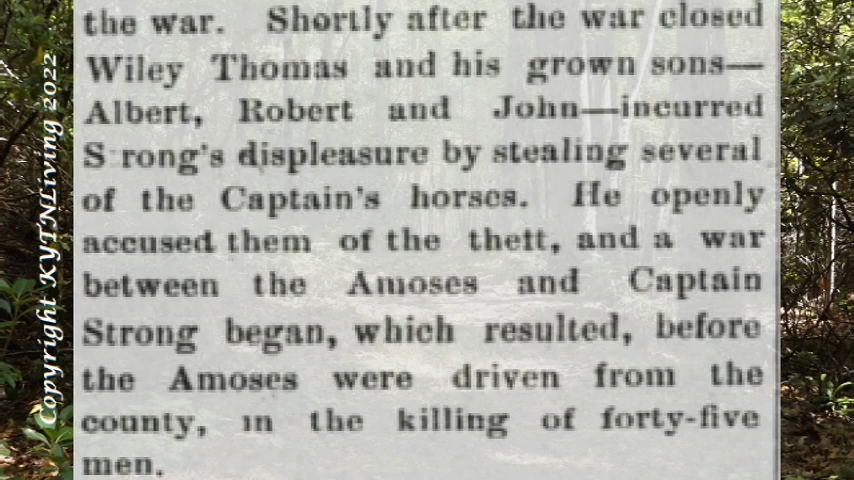 the war. Shortly after the war closed
Wiley Thomas and his grown sons—
Albert, Robert and John—incurred
S rong's displeasure by stealing several
of the Captain's horses. He openly
accused them of the thett, and a war
between the Amoses and Captain
Strong began, which resulted, before
the Amoses were driven from the
county, in the killing of forty-five
men.
Copyright KYTNLiving 2022